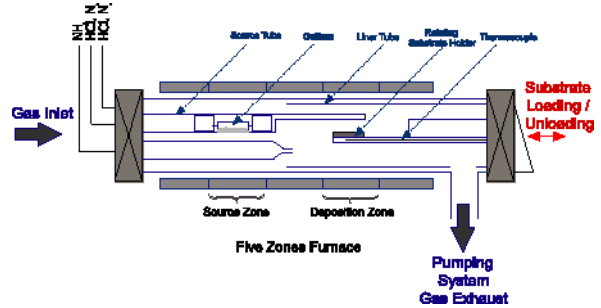 Source Tube
Gallium
Liner Tube
Rotating
Substrate Holder
Thermocouple
Gas Inlet
Substrate
Loading /
Unloading
Source Zone
Deposition Zone
Five Zones Furnace
Pumping
System
Gas Exhaust